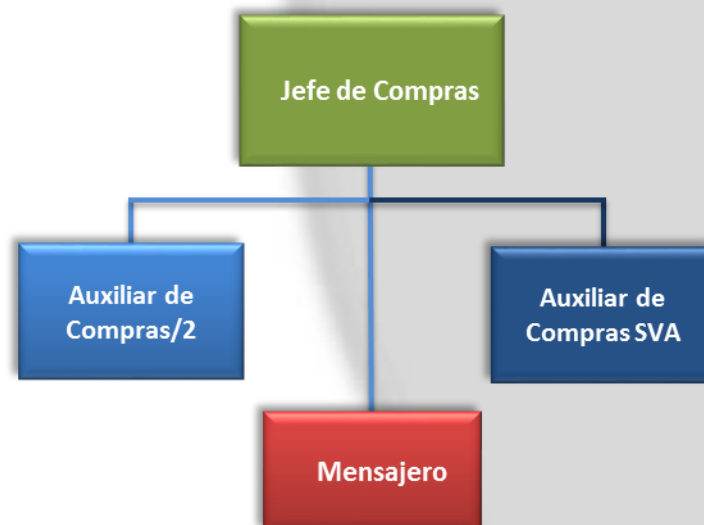 Jefe de Compras
Auxiliar de
Compras/2
Auxiliar de
Compras SVA
Mensajero